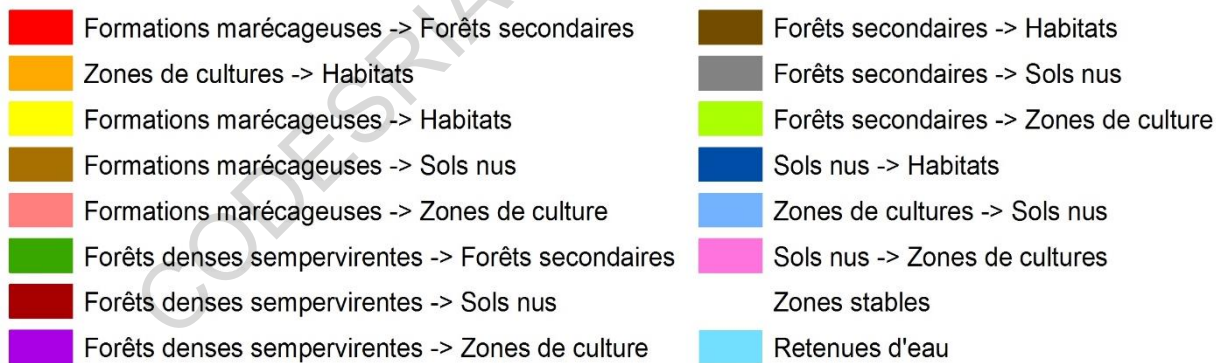 Formations marécageuses -> Forêts secondaires
Zones de cultures -> Habitats
Formations marécageuses -> Habitats
Formations marécageuses -> Sols nus
Formations marécageuses -> Zones de culture
Forêts denses sempervirentes -> Forêts secondaires
Forêts denses sempervirentes -> Sols nus
Forêts denses sempervirentes -> Zones de culture
Forêts secondaires -> Habitats
Forêts secondaires -> Sols nus
Forêts secondaires -> Zones de culture
Sols nus -> Habitats
Zones de cultures -> Sols nus
Sols nus -> Zones de cultures
Zones stables
Retenues d'eau
CODESRIA